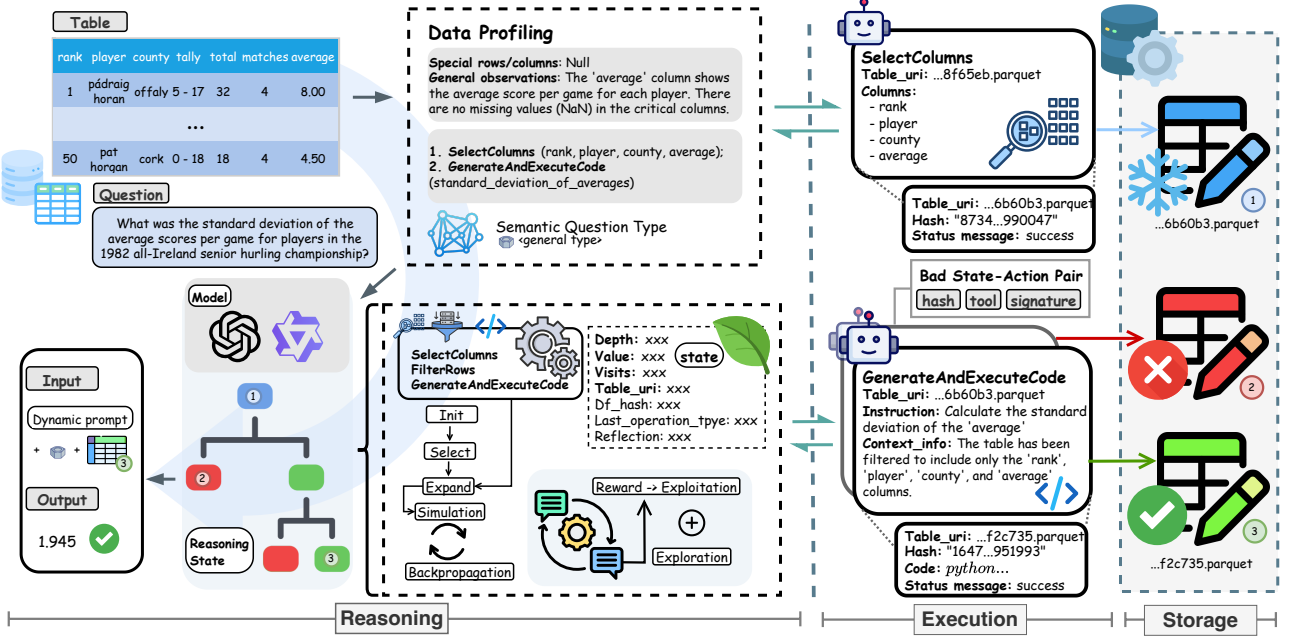 Table
rank player county tally total matches average
1 pádraig horan offaly 5 - 17 32 4 8.00
...
50 pat horgan cork 0 - 18 18 4 4.50
Question
What was the standard deviation of the
average scores per game for players in the
1982 all-Ireland senior hurling championship?
Data Profiling
Special rows/columns: Null
General observations: The 'average' column shows
the average score per game for each player. There
are no missing values (NaN) in the critical columns.
1. SelectColumns (rank, player, county, average);
2. GenerateAndExecuteCode
(standard_deviation_of_averages)
Semantic Question Type
<general type>
Model
1
2
3
Reasoning
State
Input
Dynamic prompt
+ +
3
Output
1.945
SelectColumns
FilterRows
GenerateAndExecuteCode
Init
Select
Expand
Simulation
Backpropagation
state
Depth: xxx
Value: xxx
Visits: xxx
Table_uri: xxx
Df_hash: xxx
Last_operation_tpye: xxx
Reflection: xxx
Reward -> Exploitation
Exploration
SelectColumns
Table_uri: ...8f65eb.parquet
Columns:
- rank
- player
- county
- average
Table_uri: ...6b60b3.parquet
Hash: "8734...990047"
Status message: success
Bad State-Action Pair
hash tool signature
GenerateAndExecuteCode
Table_uri: ...6b60b3.parquet
Instruction: Calculate the standard
deviation of the 'average'
Context_info: The table has been
filtered to include only the 'rank',
'player', 'county', and 'average'
columns.
Table_uri: ...f2c735.parquet
Hash: "1647...951993"
Code: python...
Status message: success
1
...6b60b3.parquet
2
3
...f2c735.parquet
Reasoning
Execution
Storage